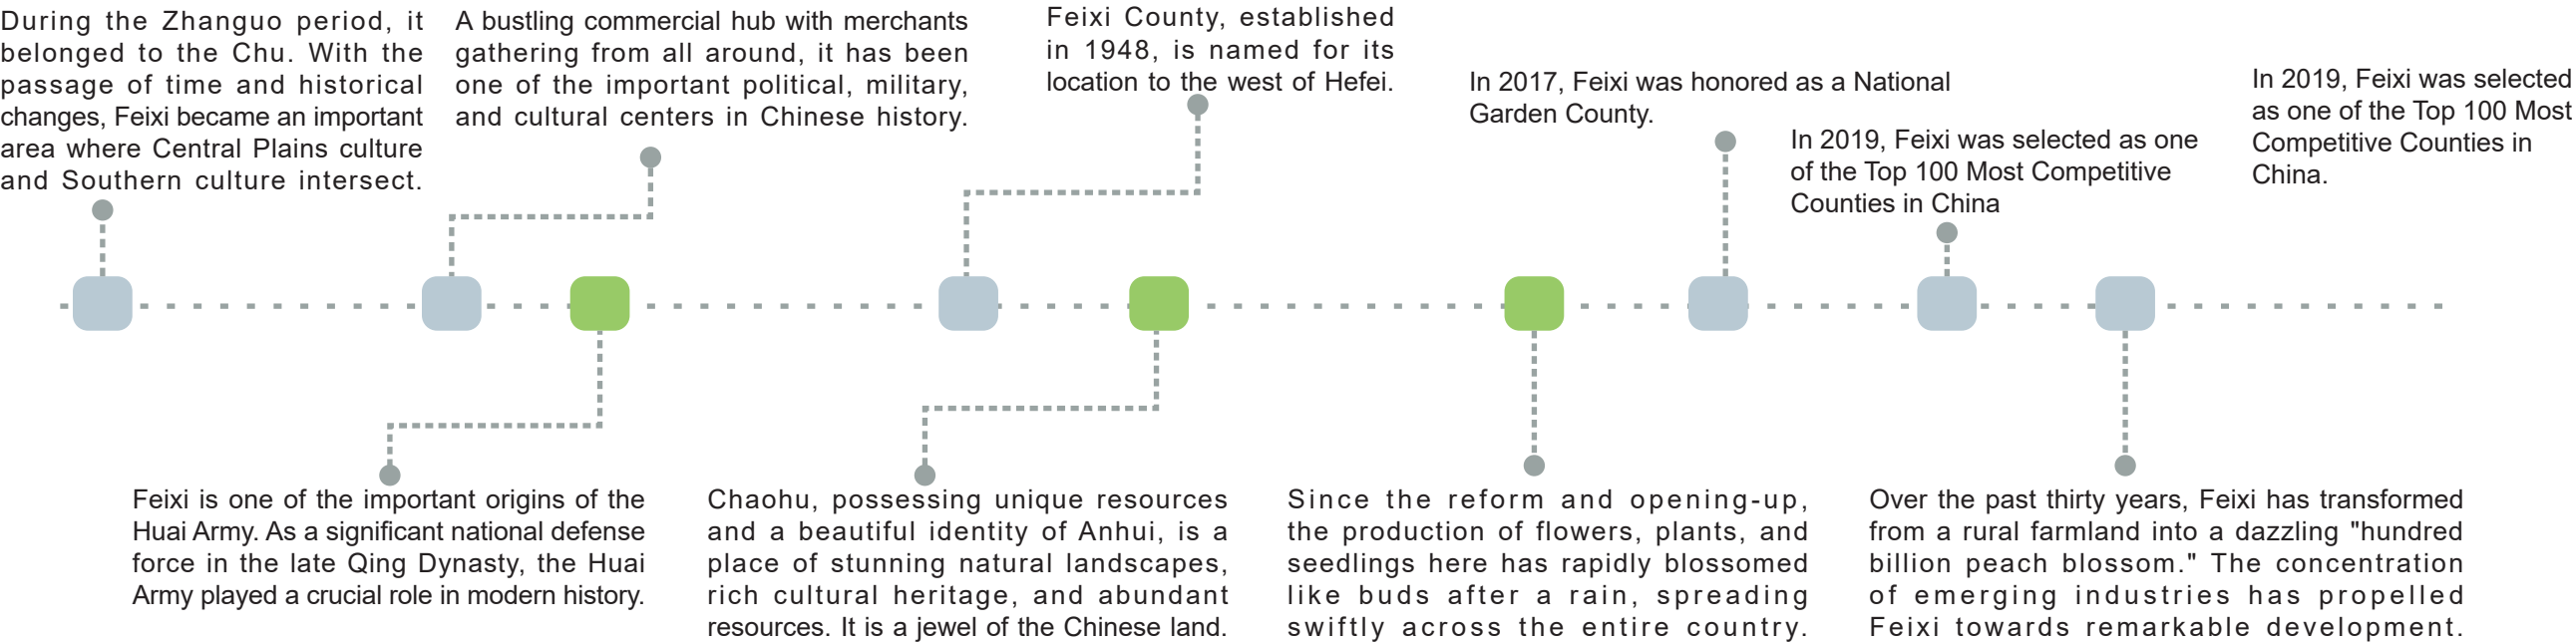 During the Zhanguo period, it
belonged to the Chu. With the
passage of time and historical
changes, Feixi became an important
area where Central Plains culture
and Southern culture intersect.
A bustling commercial hub with merchants
gathering from all around, it has been
one of the important political, military,
and cultural centers in Chinese history.
Feixi County, established
in 1948, is named for its
location to the west of Hefei.
In 2017, Feixi was honored as a National
Garden County.
In 2019, Feixi was selected as one
of the Top 100 Most Competitive
Counties in China
In 2019, Feixi was selected
as one of the Top 100 Most
Competitive Counties in
China.
Feixi is one of the important origins of the
Huai Army. As a significant national defense
force in the late Qing Dynasty, the Huai
Army played a crucial role in modern history.
Chaohu, possessing unique resources
and a beautiful identity of Anhui, is a
place of stunning natural landscapes,
rich cultural heritage, and abundant
resources. It is a jewel of the Chinese land.
Since the reform and opening-up,
the production of flowers, plants, and
seedlings here has rapidly blossomed
like buds after a rain, spreading
swiftly across the entire country.
Over the past thirty years, Feixi has transformed
from a rural farmland into a dazzling "hundred
billion peach blossom." The concentration
of emerging industries has propelled
Feixi towards remarkable development.